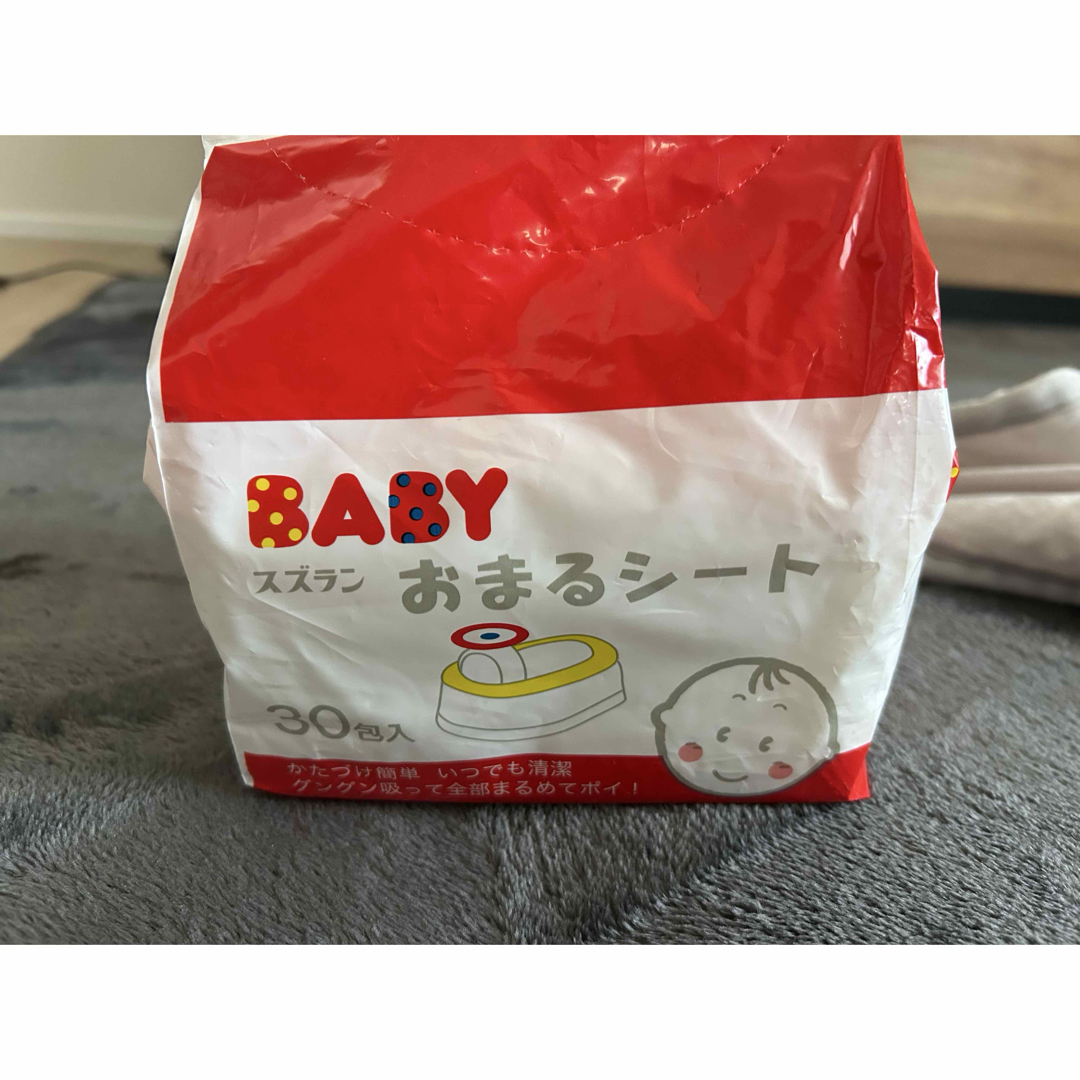 BABY
スズラン おまるシート
30包入
かたづけ簡単 いつでも清潔
グングン吸って全部まるめてポイ!